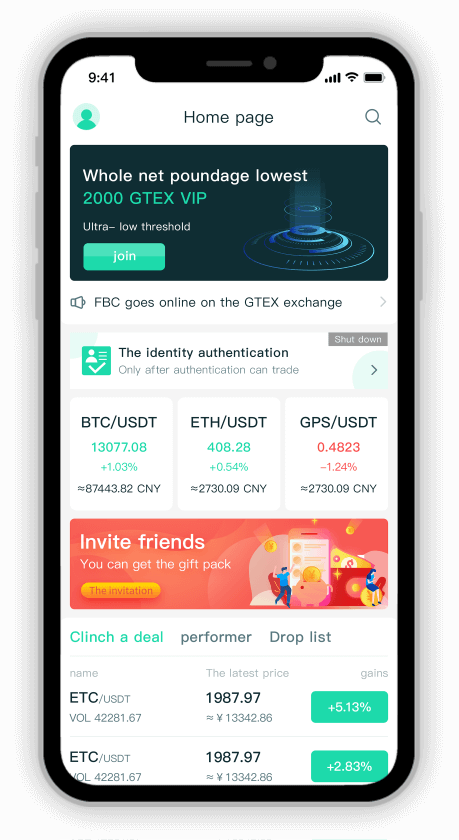 9:41
Home page
Whole net poundage lowest
2000 GTEX VIP
Ultra- low threshold
join
FBC goes online on the GTEX exchange
Shut down
The identity authentication
Only after authentication can trade
BTC/USDT ETH/USDT GPS/USDT
13077.08 408.28 0.4823
+1.03% +0.54% -1.24%
≈87443.82 CNY ≈2730.09 CNY ≈2730.09 CNY
Invite friends
You can get the gift pack
The invitation
Clinch a deal performer Drop list
name The latest price gains
ETC/USDT 1987.97 +5.13%
VOL 42281.67 ≈ ¥ 13342.86
ETC/USDT 1987.97 +2.83%
VOL 42281.67 ≈ ¥ 13342.86